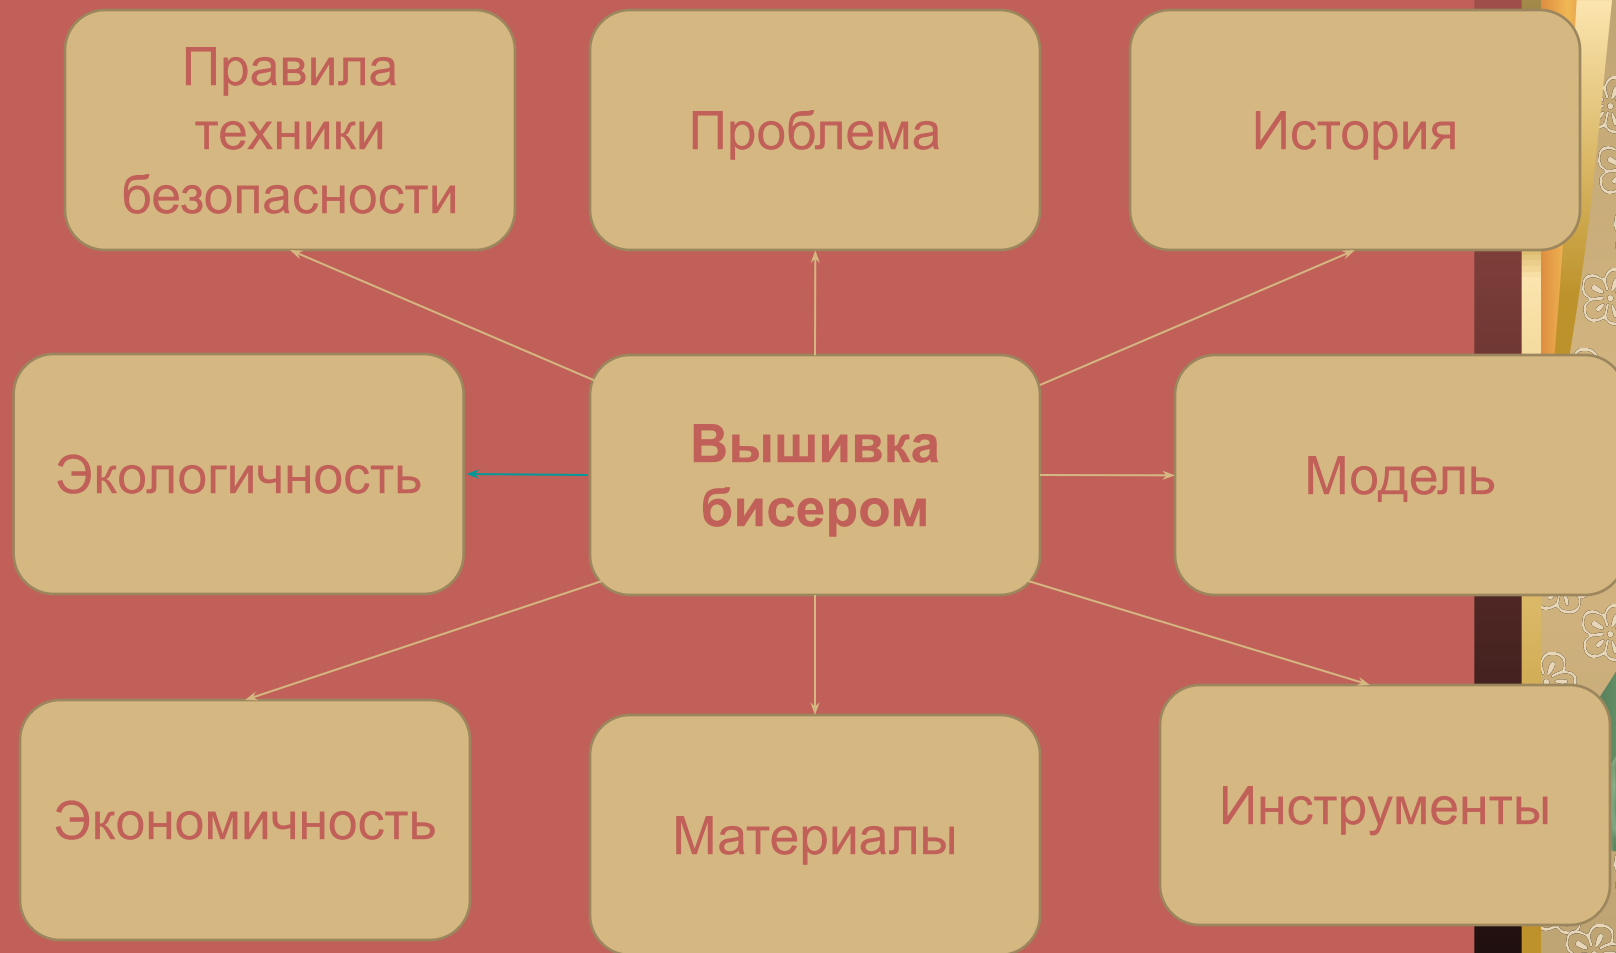 Правила
техники
безопасности
Проблема
История
Экологичность
Вышивка
бисером
Модель
Экономичность
Материалы
Инструменты